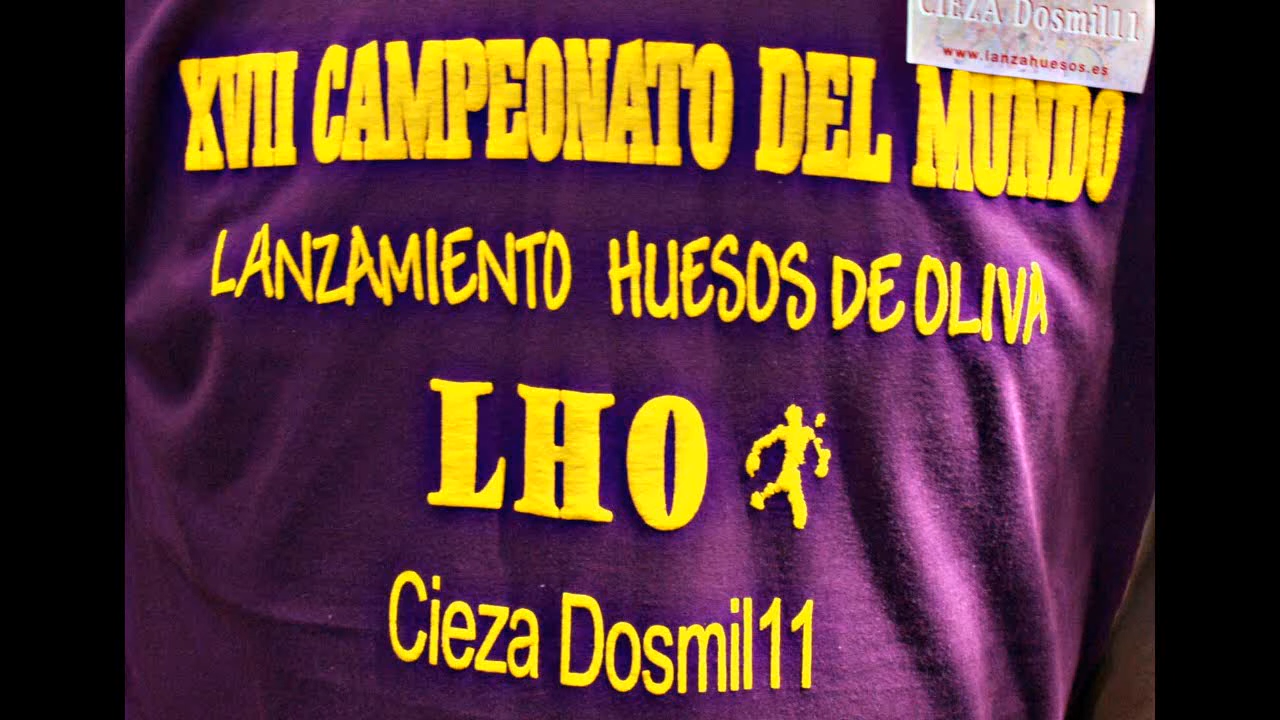 CIEZA Dosmil11
www.lanzahuesos.es
XVII CAMPEONATO DEL MUNDO
LANZAMIENTO HUESOS DE OLIVA
LHO
Cieza Dosmil11